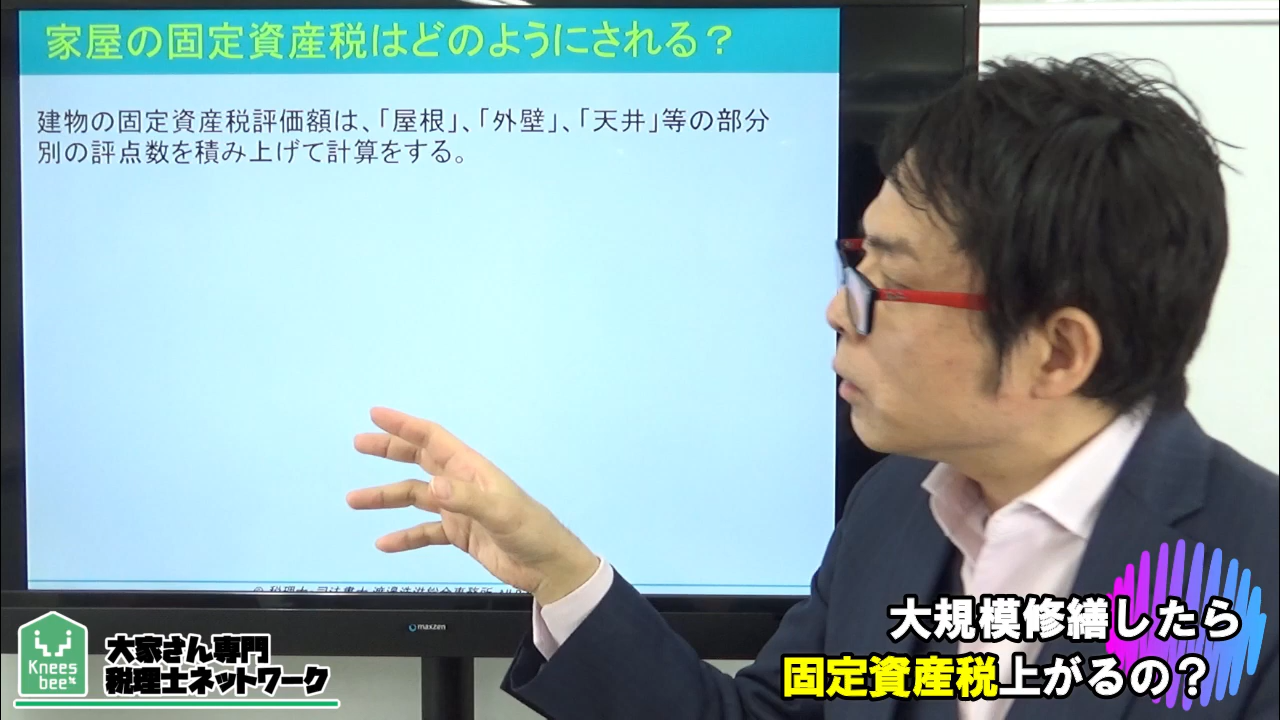 家屋の固定資産税はどのようにされる？
建物の固定資産税評価額は、「屋根」、「外壁」、「天井」等の部分
別の評点数を積み上げて計算をする。
maxzen
Knees
bee
大家さん専門
税理士ネットワーク
大規模修繕したら
固定資産税上がるの？